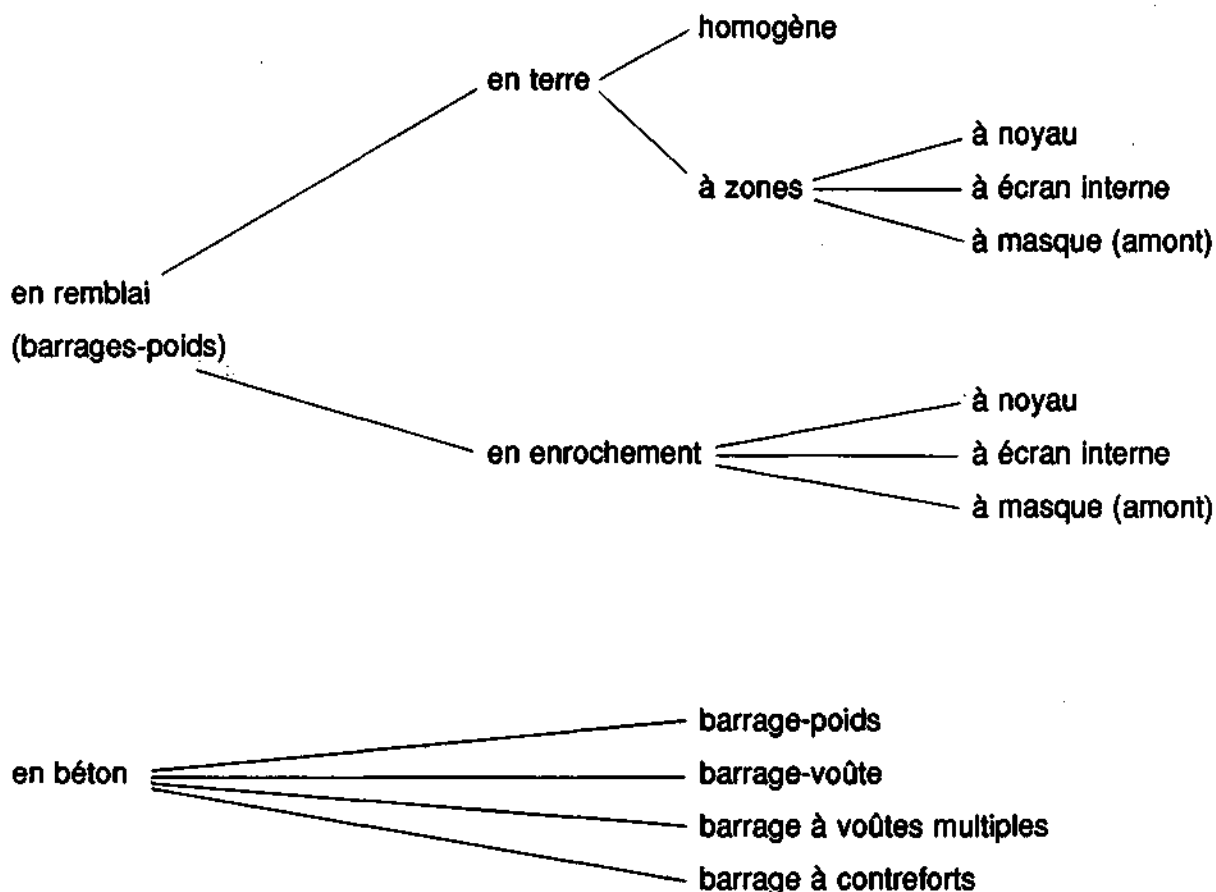 homogène
en terre
à noyau
à zones
à écran interne
à masque (amont)
en remblai
(barrages-poids)
à noyau
en enrochement
à écran interne
à masque (amont)
barrage-poids
en béton
barrage-voûte
barrage à voûtes multiples
barrage à contreforts